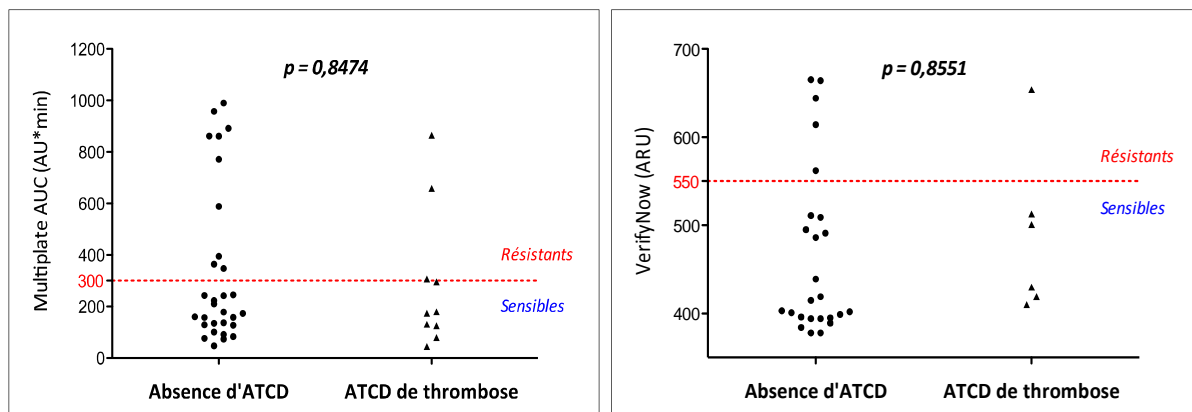 1200
1000
800
600
400
300
200
0
Multiplate AUC (AU*min)
p = 0,8474
Résistants
Sensibles
Absence d'ATCD
ATCD de thrombose
700
600
550
500
400
VerifyNow (ARU)
p = 0,8551
Résistants
Sensibles
Absence d'ATCD
ATCD de thrombose